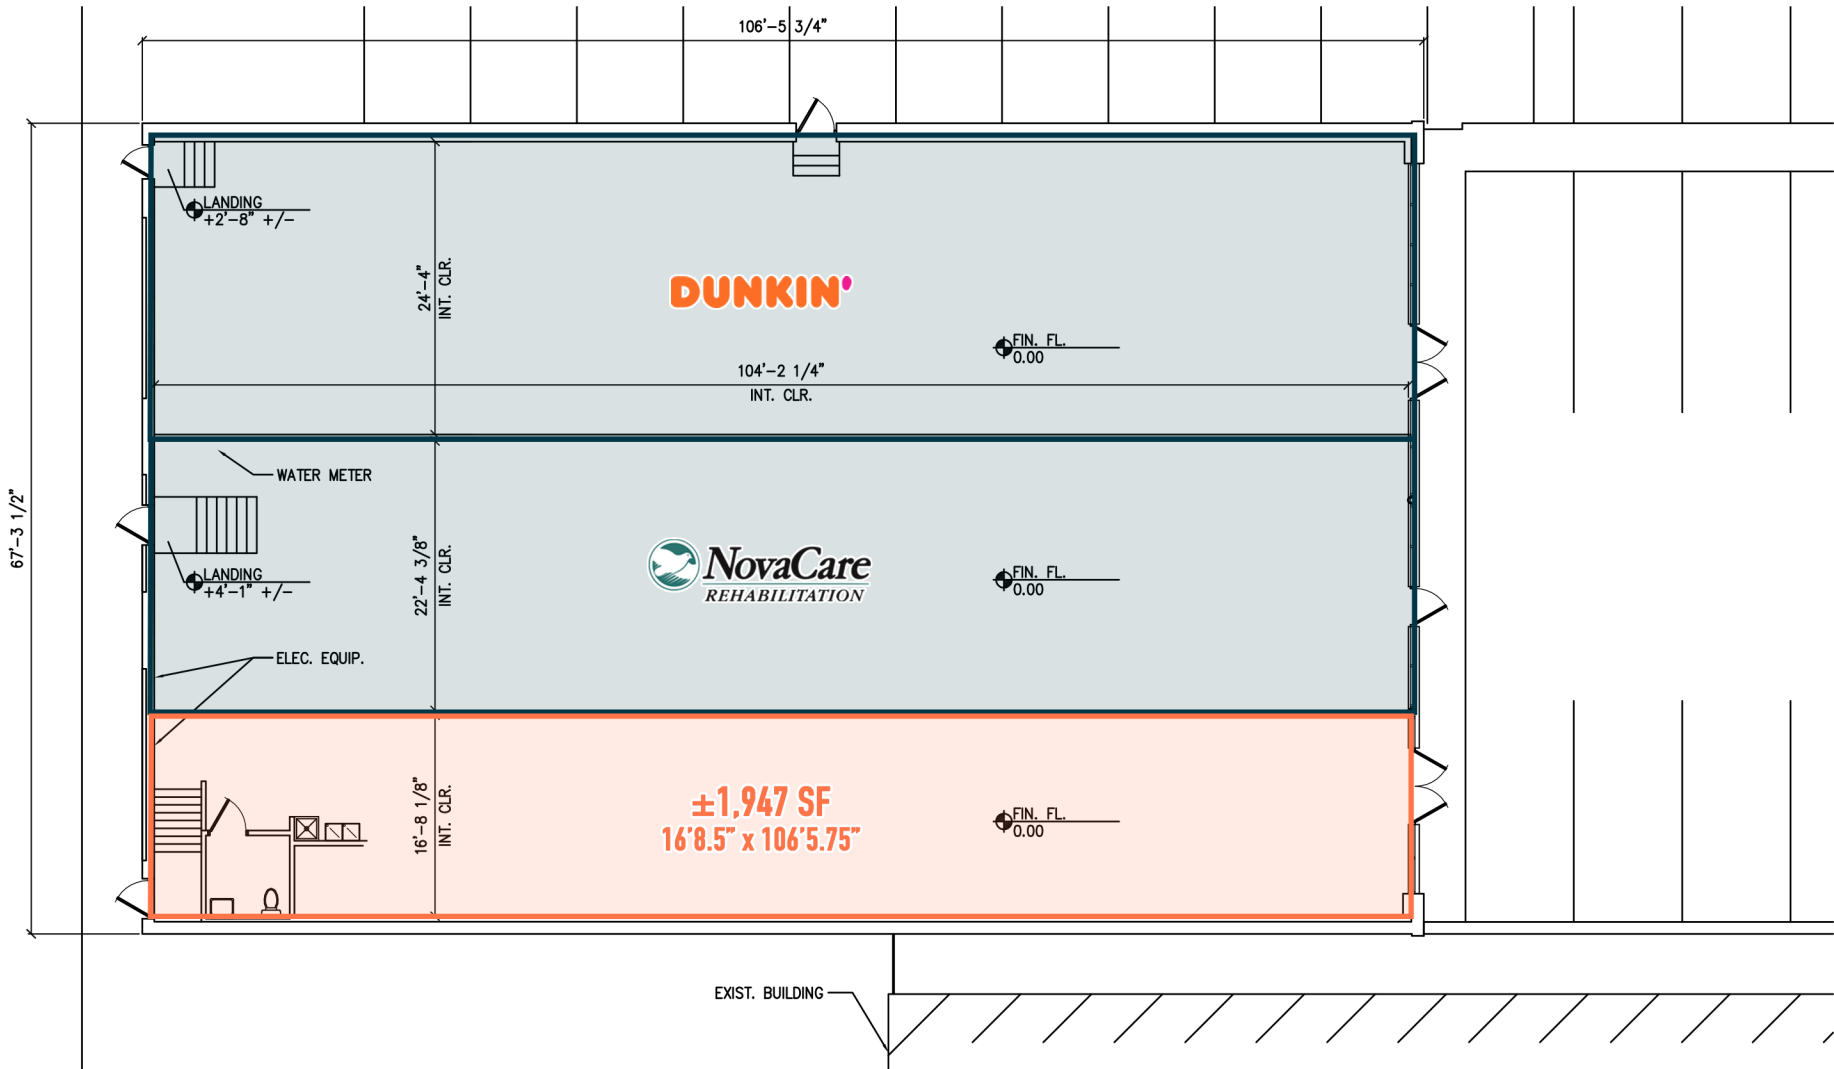 106'-5 3/4"
LANDING
+2'-8" +/-
24'-4"
INT. CLR.
DUNKIN'
FIN. FL.
0.00
104'-2 1/4"
INT. CLR.
67'-3 1/2"
WATER METER
LANDING
+4'-1" +/-
22'-4 3/8"
INT. CLR.
NovaCare
REHABILITATION
FIN. FL.
0.00
ELEC. EQUIP.
16'-8 1/8"
INT. CLR.
±1,947 SF
16'8.5" x 106'5.75"
FIN. FL.
0.00
EXIST. BUILDING